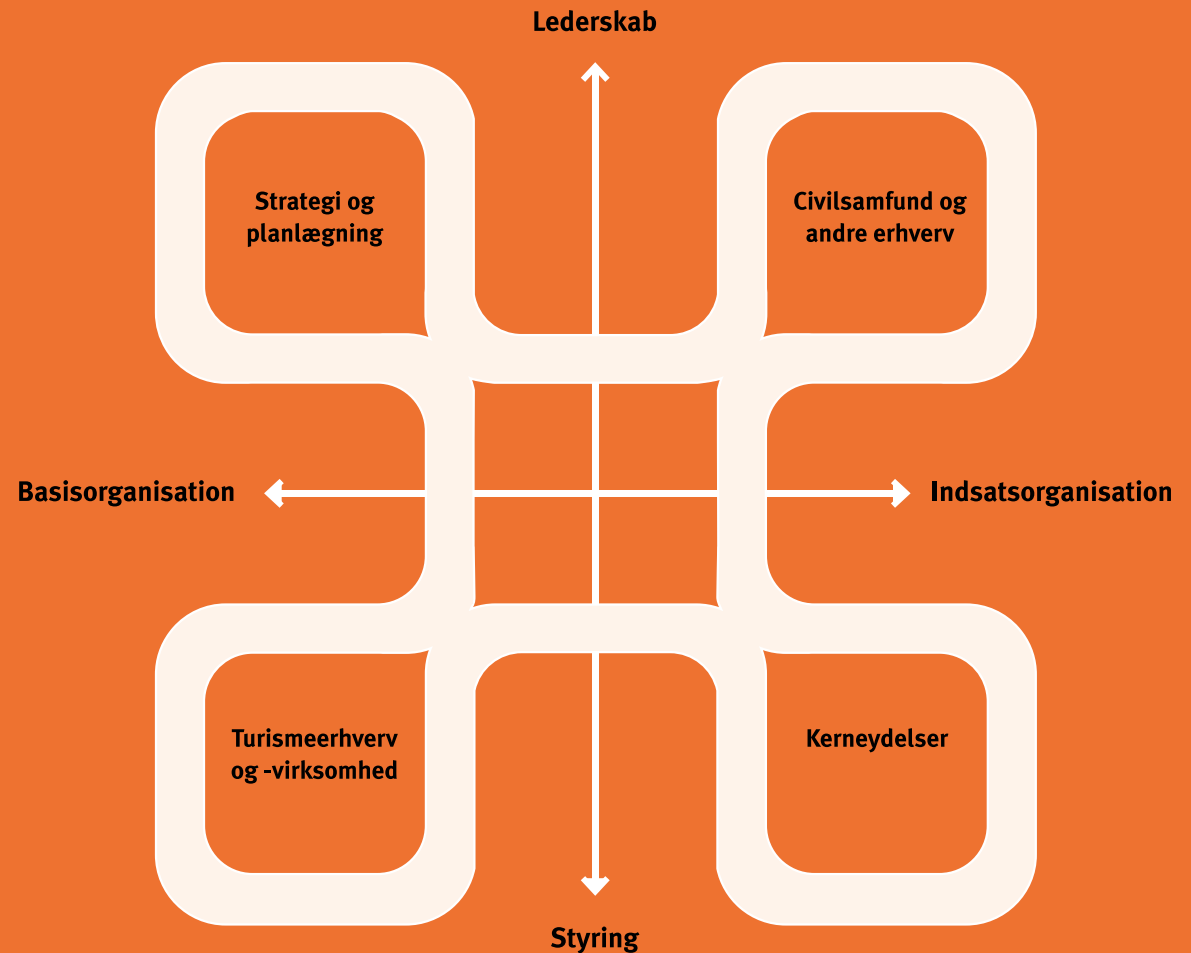 Lederskab
Strategi og
planlægning
Civilsamfund og
andre erhverv
Basisorganisation
Indsatsorganisation
Turismeerhverv
og -virksomhed
Kerneydelser
Styring